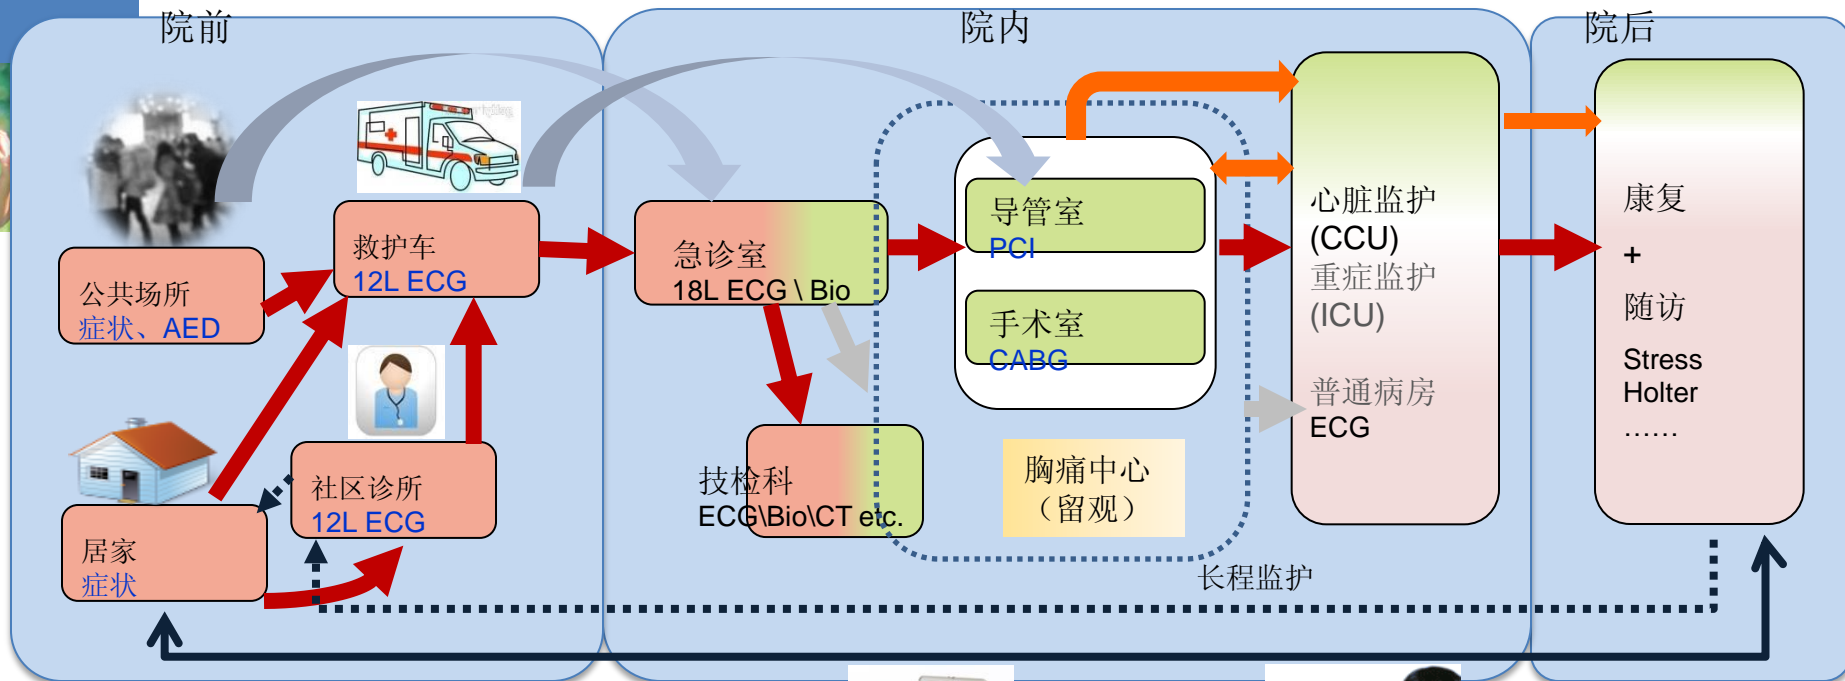 院前
院内
院后
公共场所
症状、AED
救护车
12L ECG
社区诊所
12L ECG
居家
症状
急诊室
18L ECG \ Bio
技检科
ECG\Bio\CT etc.
导管室
PCI
手术室
CABG
胸痛中心
（留观）
心脏监护
(CCU)
重症监护
(ICU)
普通病房
ECG
康复
+
随访
Stress
Holter
……
长程监护